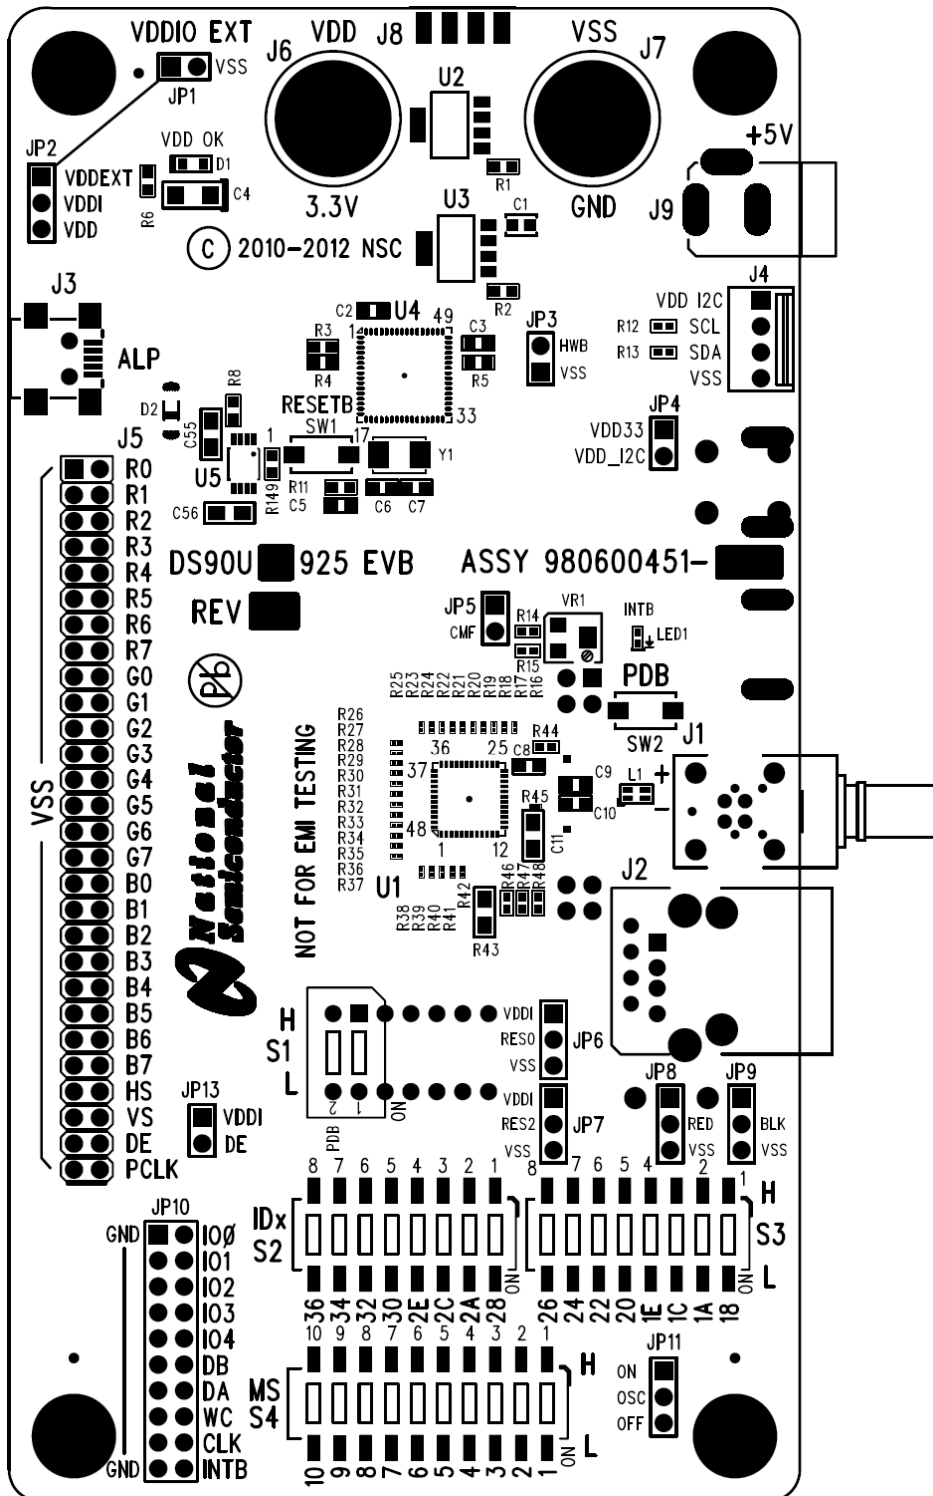 VDDIO EXT
VSS
JP1
J6
VDD
3.3V
J8
VSS
J7
GND
U2
R1
+5V
J9
JP2
VDDEXT
VDDI
VDD
VDD OK
D1
C4
R6
© 2010-2012 NSC
U3
C1
R2
J3
ALP
C2
U4
49
1
R3
R4
C3
R5
33
17
JP3
HWB
VSS
J4
VDD I2C
R12 SCL
R13 SDA
VSS
JP4
VDD33
VDD_I2C
D2
R8
C55
RESETB
SW1
Y1
U5
1
R149
R11
C5
C6
C7
C56
J5
R0
R1
R2
R3
R4
R5
R6
R7
G0
G1
G2
G3
G4
G5
G6
G7
B0
B1
B2
B3
B4
B5
B6
B7
HS
VS
DE
PCLK
VSS
DS90U 925 EVB
ASSY 980600451-
REV
Pb
National
Semiconductor
NOT FOR EMI TESTING
JP5
CMF
R14
R15
VR1
INTB
LED1
PDB
SW2
R25
R23
R24
R22
R21
R20
R19
R18
R17
R16
R26
R27
R28
R29
R30
R31
R32
R33
R34
R35
R36
R37
36
25
37
48
1
12
U1
R44
C8
C9
C10
R45
C11
L1
+
-
J1
R38
R39
R40
R41
R42
R43
R46
R47
R48
J2
H
S1
L
2
1
ON
PDB
VDDI
RES0
VSS
JP6
VDDI
RES2
VSS
JP7
JP8
RED
VSS
JP9
BLK
VSS
JP13
VDDI
DE
JP10
GND
IOØ
IO1
IO2
IO3
IO4
DB
DA
WC
CLK
INTB
GND
8 7 6 5 4 3 2 1
IDx
S2
ON
36 34 32 30 2E 2C 2A 28
8 7 6 5 4 1 2 1
H
S3
L
ON
26 24 22 20 1E 1C 1A 18
10 9 8 7 6 5 4 3 2 1
H
MS
S4
L
ON
10 9 8 7 6 5 4 3 2 1
JP11
ON
OSC
OFF